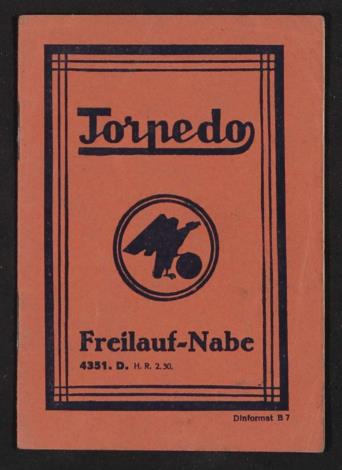 Torpedo
Freilauf-Nabe
4351. D. H. R. 2.30.
Dinformat B 7